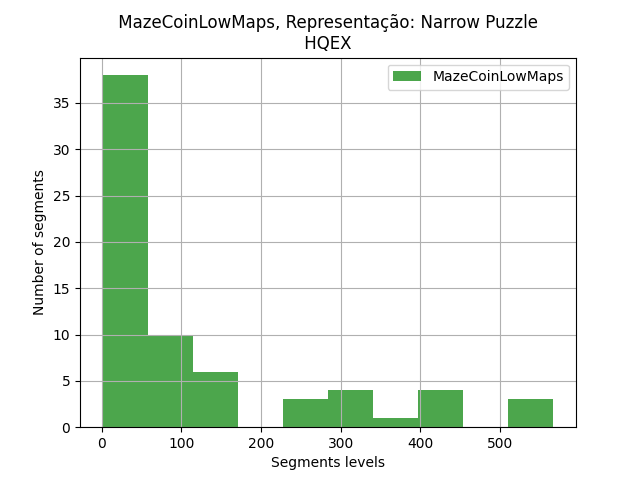 MazeCoinLowMaps, Representação: Narrow Puzzle
HQEX
MazeCoinLowMaps
Number of segments
35
30
25
20
15
10
5
0
0 100 200 300 400 500
Segments levels